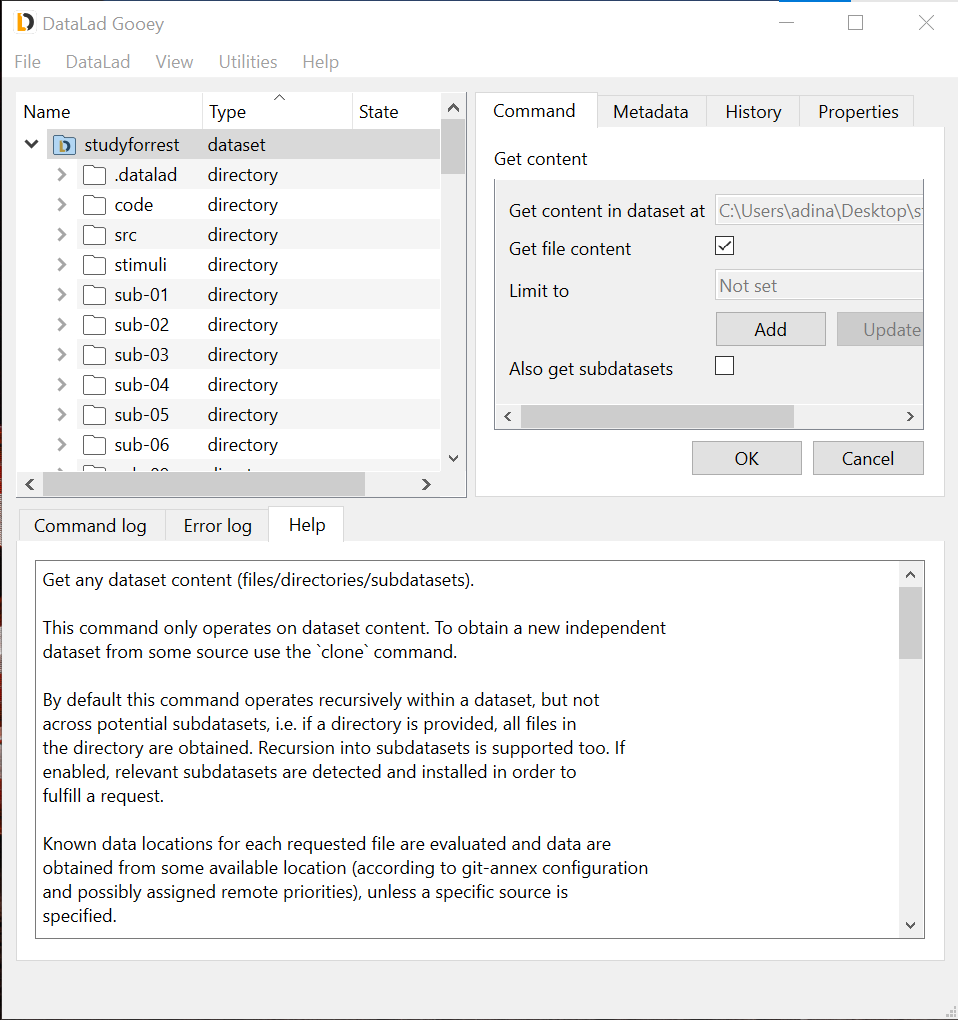 DataLad Gooey
File DataLad View Utilities Help
Name Type State
studyforrest dataset
.datalad directory
code directory
src directory
stimuli directory
sub-01 directory
sub-02 directory
sub-03 directory
sub-04 directory
sub-05 directory
sub-06 directory
Command Metadata History Properties
Get content
Get content in dataset at C:\Users\adina\Desktop\s
Get file content
Limit to Not set
Add Update
Also get subdatasets
OK Cancel
Command log Error log Help
Get any dataset content (files/directories/subdatasets).
This command only operates on dataset content. To obtain a new independent
dataset from some source use the `clone` command.
By default this command operates recursively within a dataset, but not
across potential subdatasets, i.e. if a directory is provided, all files in
the directory are obtained. Recursion into subdatasets is supported too. If
enabled, relevant subdatasets are detected and installed in order to
fulfill a request.
Known data locations for each requested file are evaluated and data are
obtained from some available location (according to git-annex configuration
and possibly assigned remote priorities), unless a specific source is
specified.